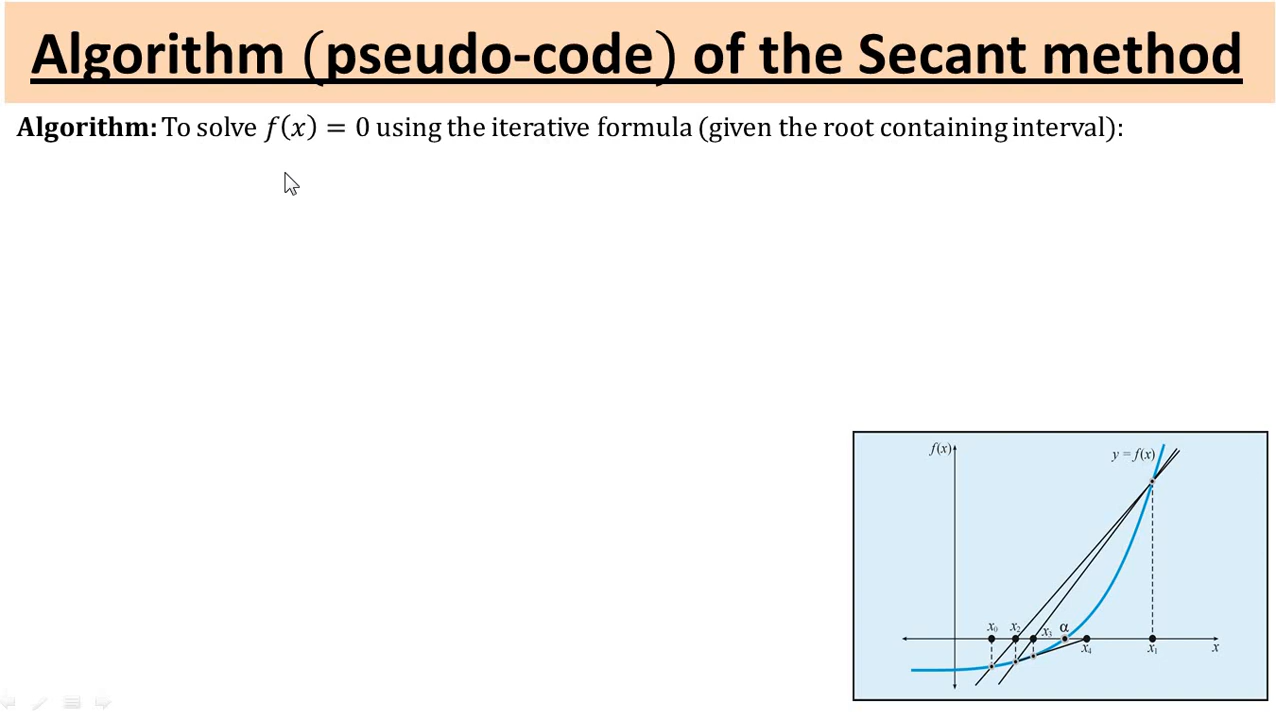 Algorithm (pseudo-code) of the Secant method
Algorithm: To solve 𝑓(𝑥) = 0 using the iterative formula (given the root containing interval):
f(x)
y = f(x)
x₀ x₂ x₃ α
x₄ x₁ x